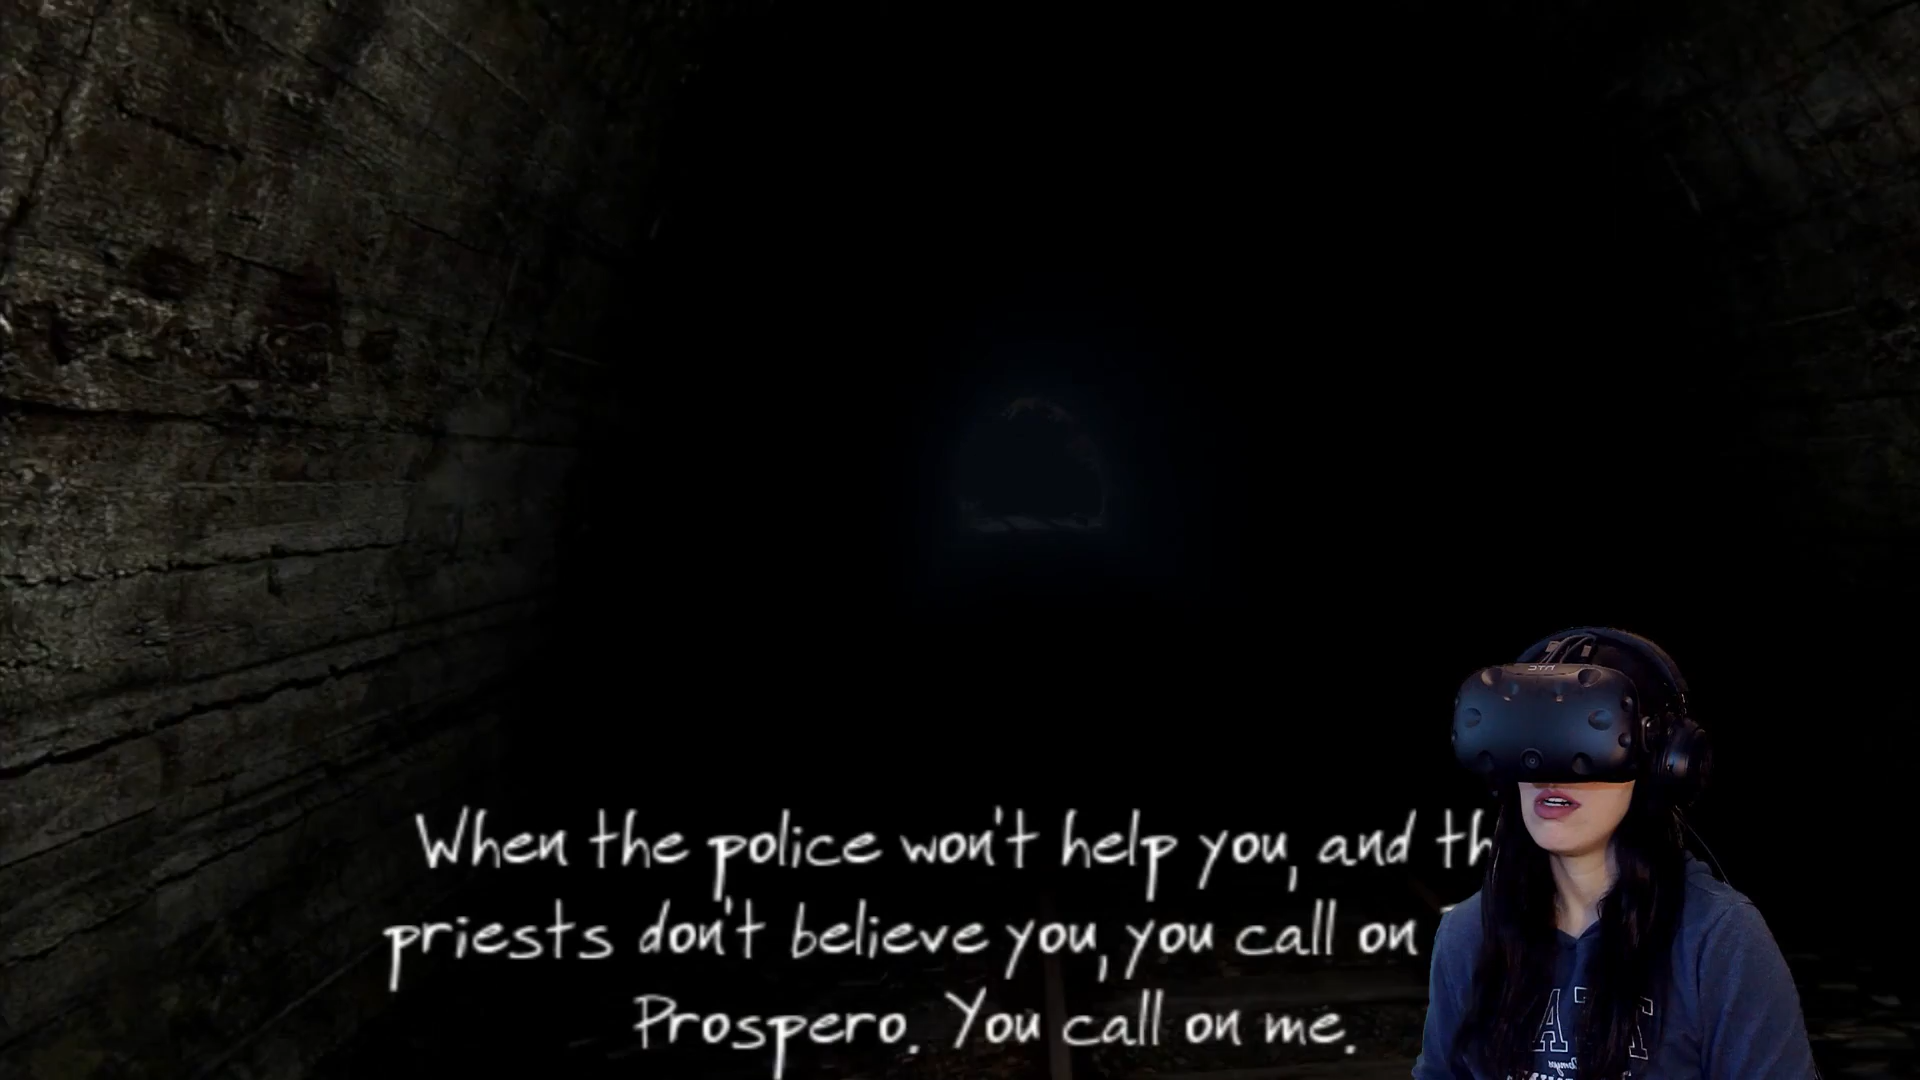 When the police won't help you, and th
priests don't believe you, you call on
Prospero. You call on me.